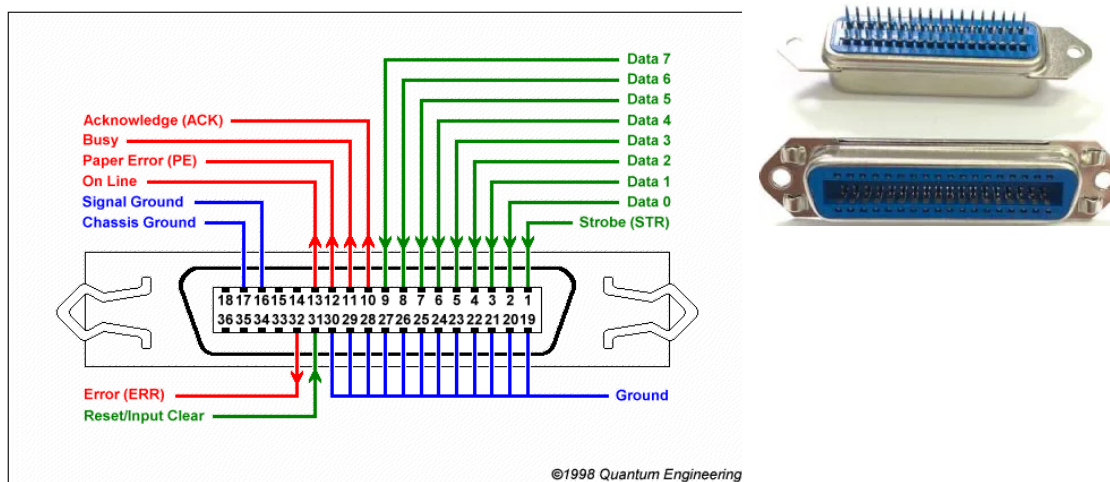 Data 7
Data 6
Data 5
Acknowledge (ACK)
Data 4
Busy
Data 3
Paper Error (PE)
Data 2
On Line
Data 1
Signal Ground
Data 0
Chassis Ground
Strobe (STR)
18 17 16 15 14 13 12 11 10 9 8 7 6 5 4 3 2 1
36 35 34 33 32 31 30 29 28 27 26 25 24 23 22 21 20 19
Error (ERR)
Ground
Reset/Input Clear
©1998 Quantum Engineering